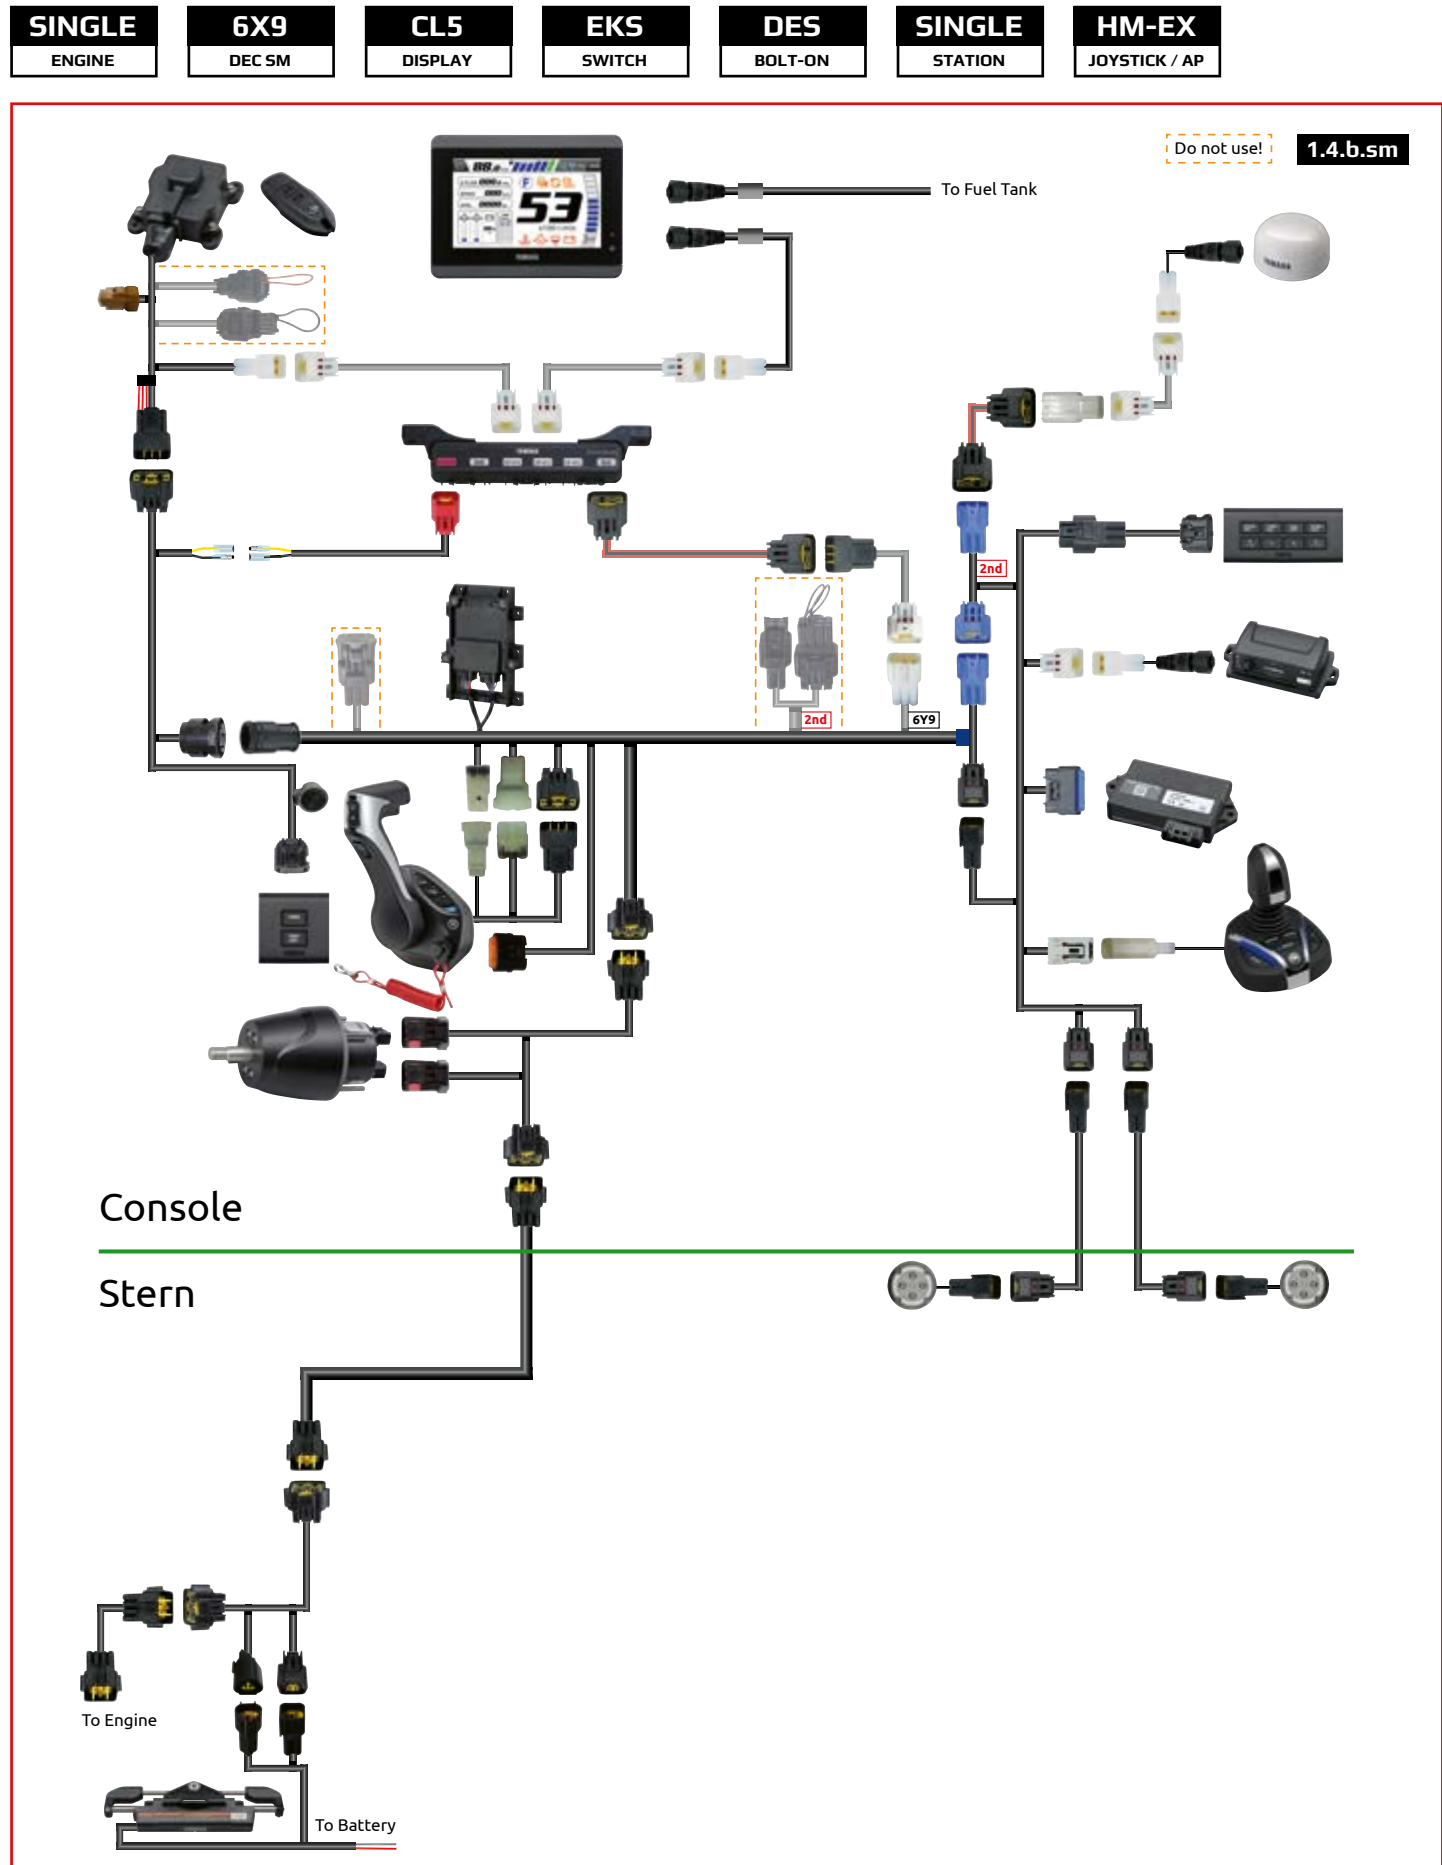 SINGLE
ENGINE
6X9
DEC SM
CL5
DISPLAY
EKS
SWITCH
DES
BOLT-ON
SINGLE
STATION
HM-EX
JOYSTICK / AP
Do not use!
1.4.b.sm
To Fuel Tank
53
2nd
2nd
6Y9
Console
Stern
To Engine
To Battery